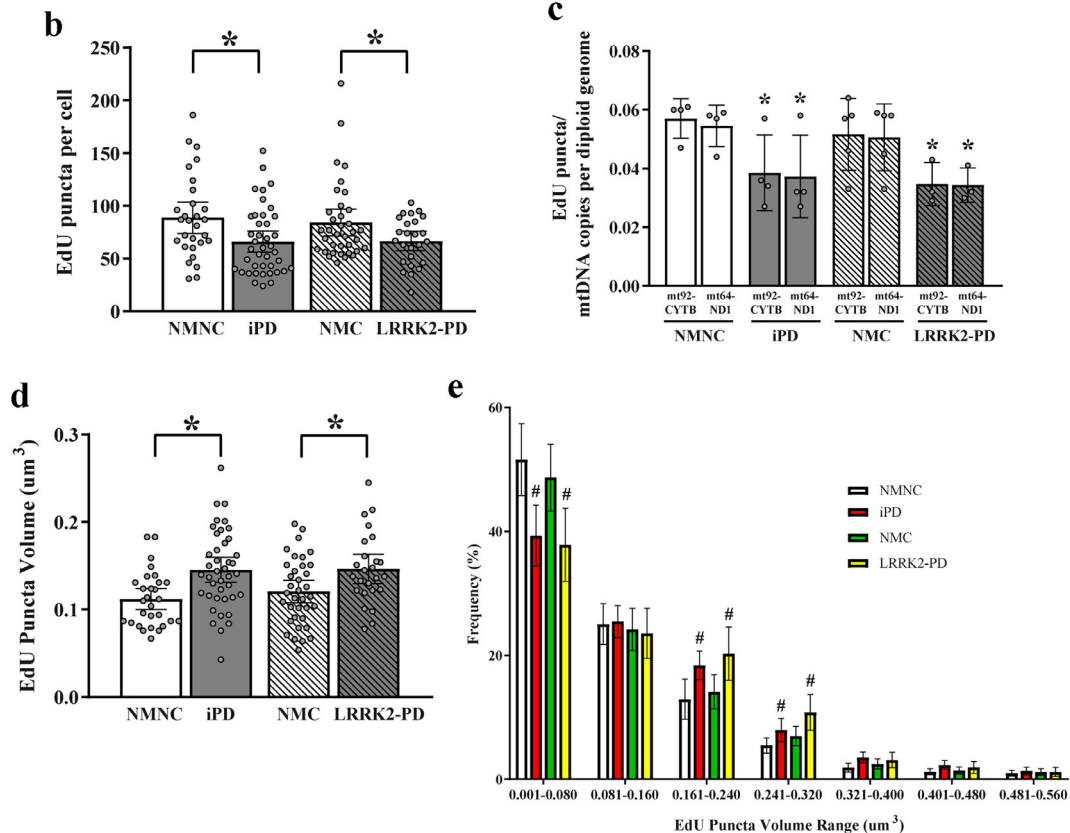 b
EdU puncta per cell
250
200
150
100
50
0
*
*
NMNC
iPD
NMC
LRRK2-PD
c
EdU puncta/
mtDNA copies per diploid genome
0.08
0.06
0.04
0.02
0.00
* *
* *
mt92- mt64- mt92- mt64- mt92- mt64- mt92- mt64-
CYTB ND1 CYTB ND1 CYTB ND1 CYTB ND1
NMNC
iPD
NMC
LRRK2-PD
d
EdU Puncta Volume (um³)
0.3
0.2
0.1
0.0
*
*
NMNC
iPD
NMC
LRRK2-PD
e
Frequency (%)
60
40
20
0
# #
# #
# #
NMNC
iPD
NMC
LRRK2-PD
0.001-0.080 0.081-0.160 0.161-0.240 0.241-0.320 0.321-0.400 0.401-0.480 0.481-0.560
EdU Puncta Volume Range (um³)